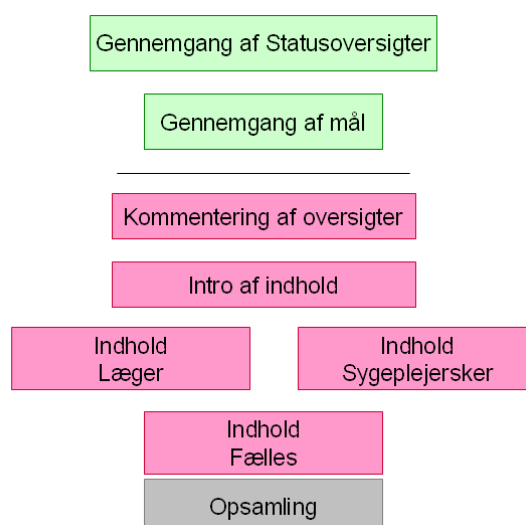 Gennemgang af Statusoversigter
Gennemgang af mål
Kommentering af oversigter
Intro af indhold
Indhold
Læger
Indhold
Sygeplejersker
Indhold
Fælles
Opsamling